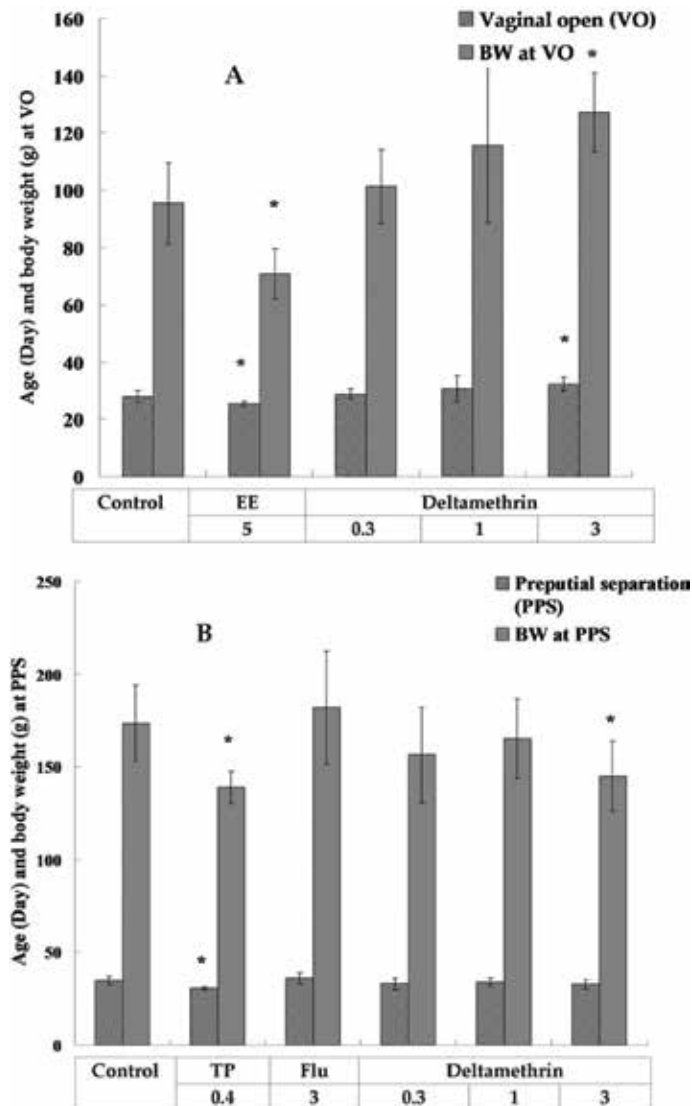 Vaginal open (VO)
BW at VO
A
*
*
*
*
Age (Day) and body weight (g) at VO
160
140
120
100
80
60
40
20
0
Control EE Deltamethrin
5 0.3 1 3
Preputial separation
(PPS)
BW at PPS
B
*
*
*
Age (Day) and body weight (g) at PPS
250
200
150
100
50
0
Control TP Flu Deltamethrin
0.4 3 0.3 1 3